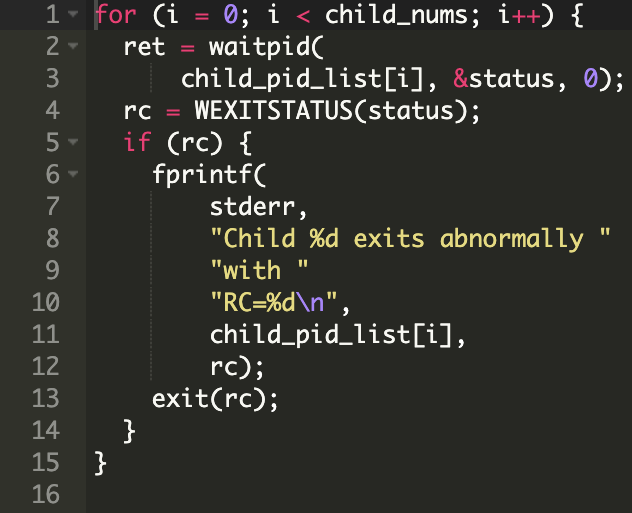 1 for (i = 0; i < child_nums; i++) {
2 ret = waitpid(
3 child_pid_list[i], &status, 0);
4 rc = WEXITSTATUS(status);
5 if (rc) {
6 fprintf(
7 stderr,
8 "Child %d exits abnormally "
9 "with "
10 "RC=%d\n",
11 child_pid_list[i],
12 rc);
13 exit(rc);
14 }
15 }
16